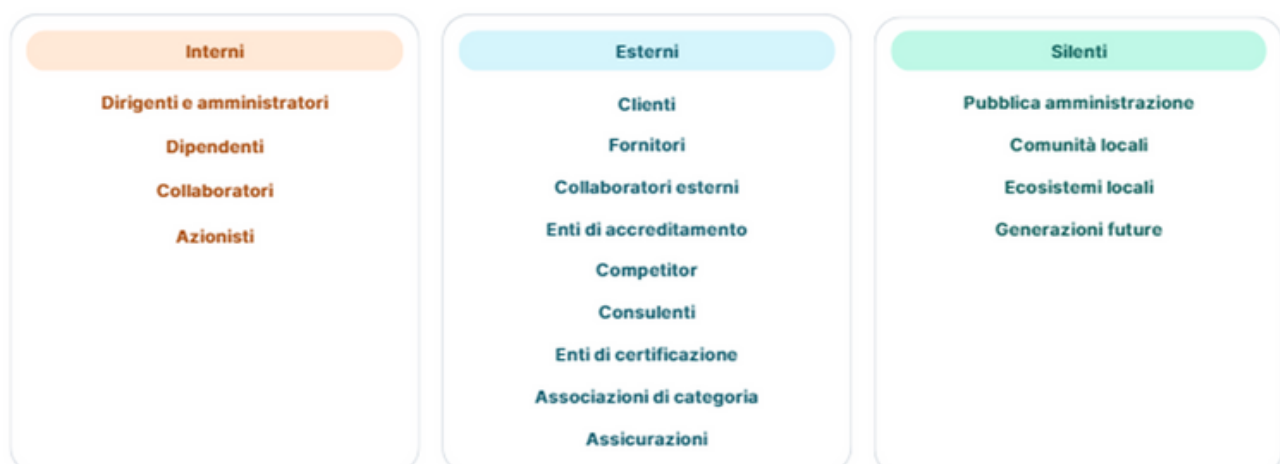 Interni
Dirigenti e amministratori
Dipendenti
Collaboratori
Azionisti
Esterni
Clienti
Fornitori
Collaboratori esterni
Enti di accreditamento
Competitor
Consulenti
Enti di certificazione
Associazioni di categoria
Assicurazioni
Silenti
Pubblica amministrazione
Comunità locali
Ecosistemi locali
Generazioni future